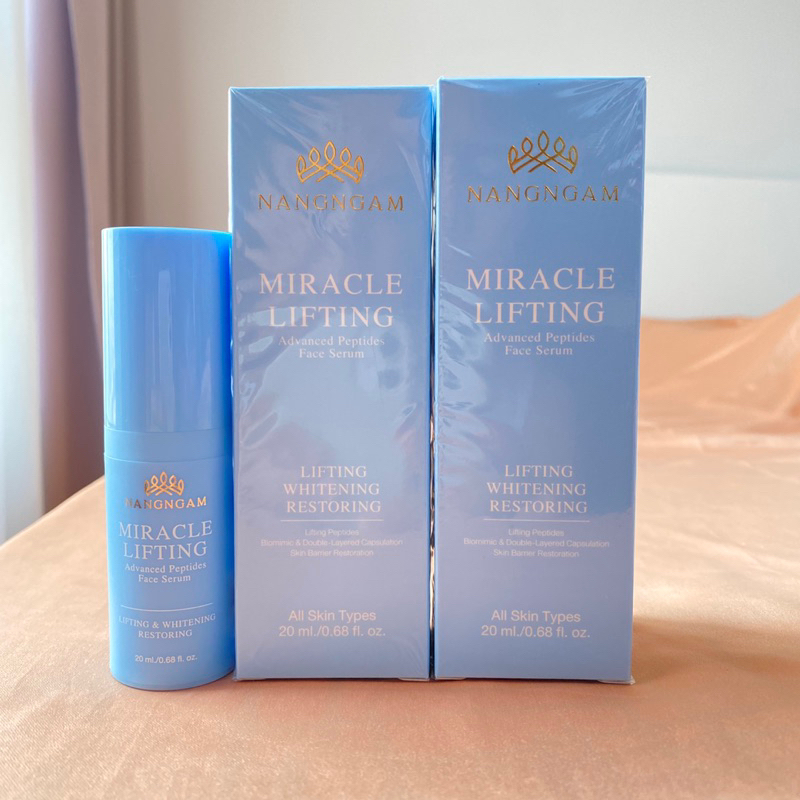 NANGNGAM
MIRACLE
LIFTING
Advanced Peptides
Face Serum
LIFTING & WHITENING
RESTORING
20 ml./0.68 fl. oz.
NANGNGAM
MIRACLE
LIFTING
Advanced Peptides
Face Serum
LIFTING
WHITENING
RESTORING
Lifting Peptides
Biomimic & Double-Layered Capsulation
Skin Barrier Restoration
All Skin Types
20 ml./0.68 fl. oz.
NANGNGAM
MIRACLE
LIFTING
Advanced Peptides
Face Serum
LIFTING
WHITENING
RESTORING
Lifting Peptides
Biomimic & Double-Layered Capsulation
Skin Barrier Restoration
All Skin Types
20 ml./0.68 fl. oz.